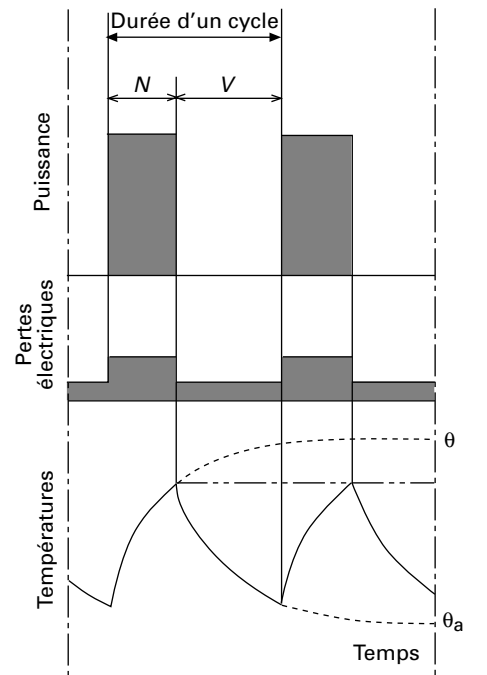 Durée d'un cycle
N
V
Puissance
Pertes
électriques
θ
Températures
θa
Temps